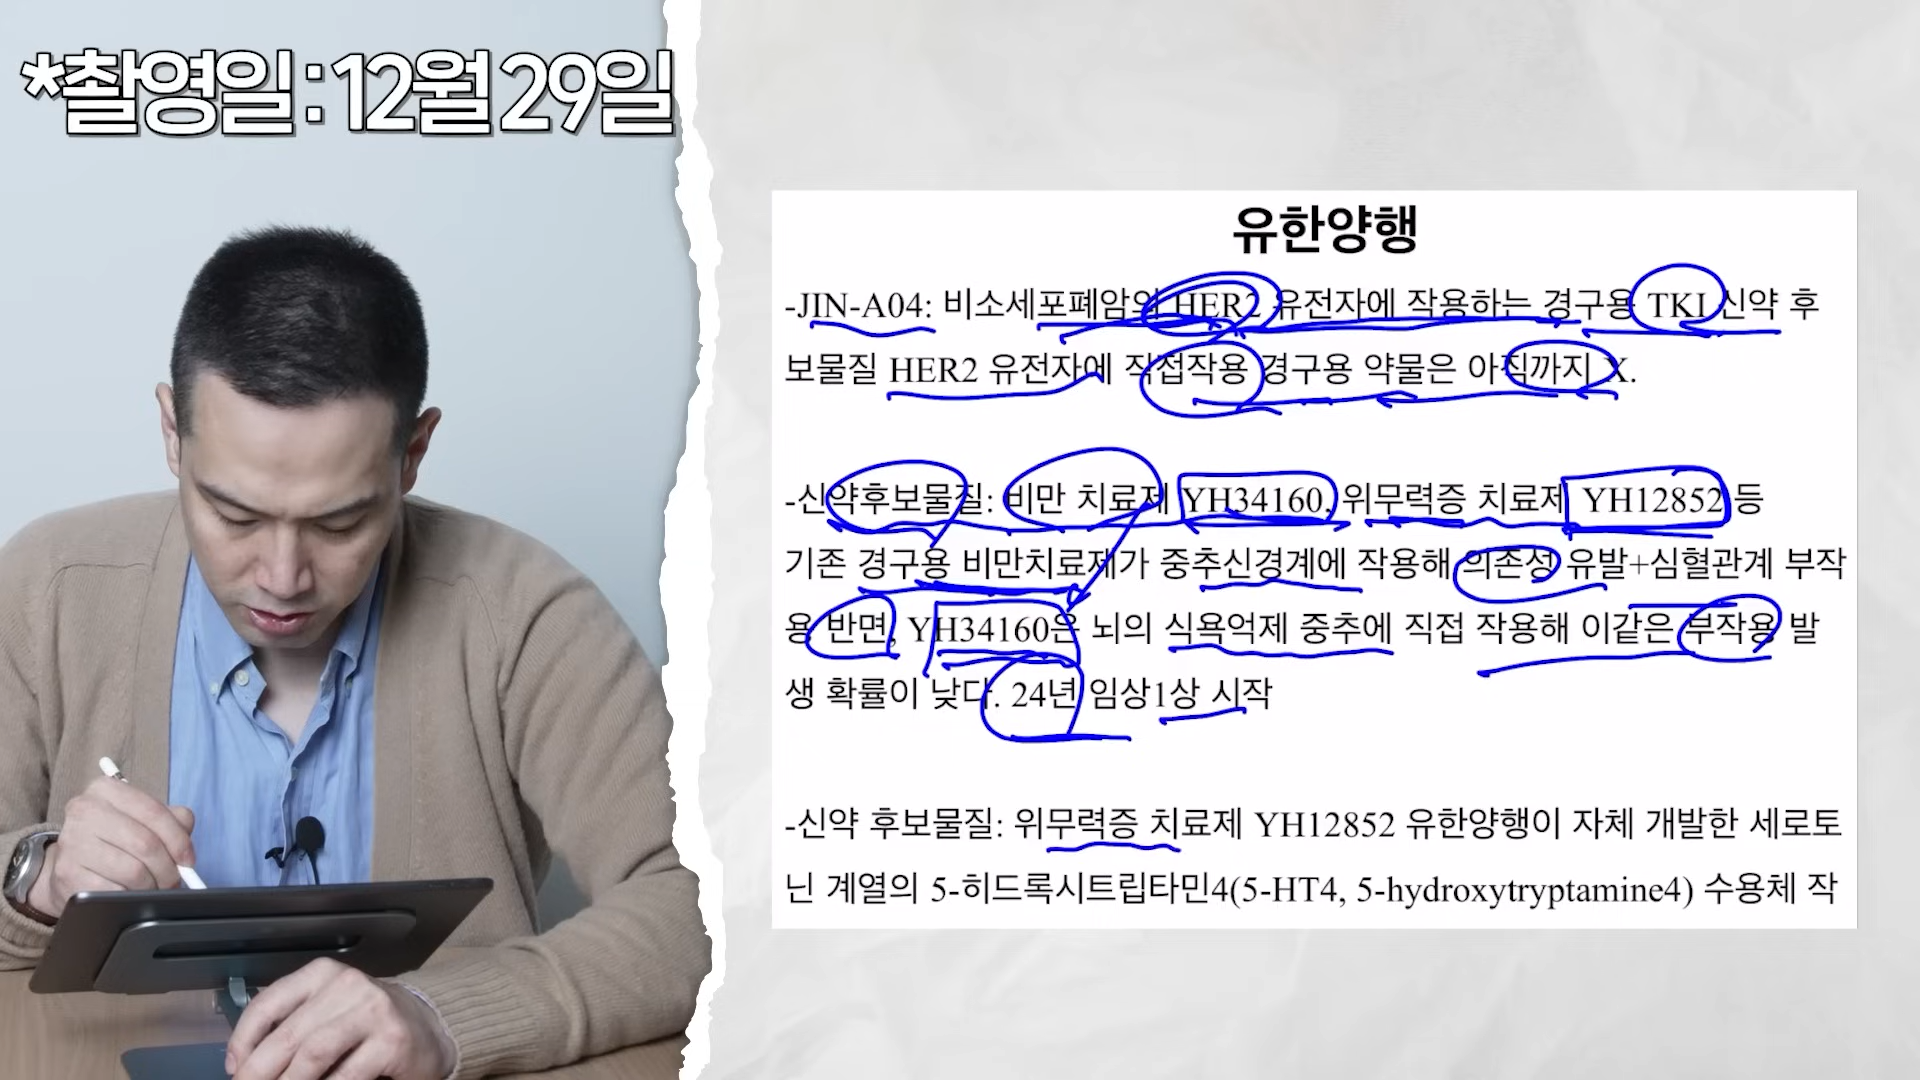 *촬영일 : 12월 29일
유한양행
-JIN-A04: 비소세포폐암의 HER2 유전자에 작용하는 경구용 TKI 신약 후
보물질 HER2 유전자에 직접작용 경구용 약물은 아직까지 X.
-신약후보물질: 비만 치료제 YH34160, 위무력증 치료제 YH12852 등
기존 경구용 비만치료제가 중추신경계에 작용해 의존성 유발+심혈관계 부작
용 반면, YH34160은 뇌의 식욕억제 중추에 직접 작용해 이같은 부작용 발
생 확률이 낮다. 24년 임상1상 시작
-신약 후보물질: 위무력증 치료제 YH12852 유한양행이 자체 개발한 세로토
닌 계열의 5-히드록시트립타민4(5-HT4, 5-hydroxytryptamine4) 수용체 작